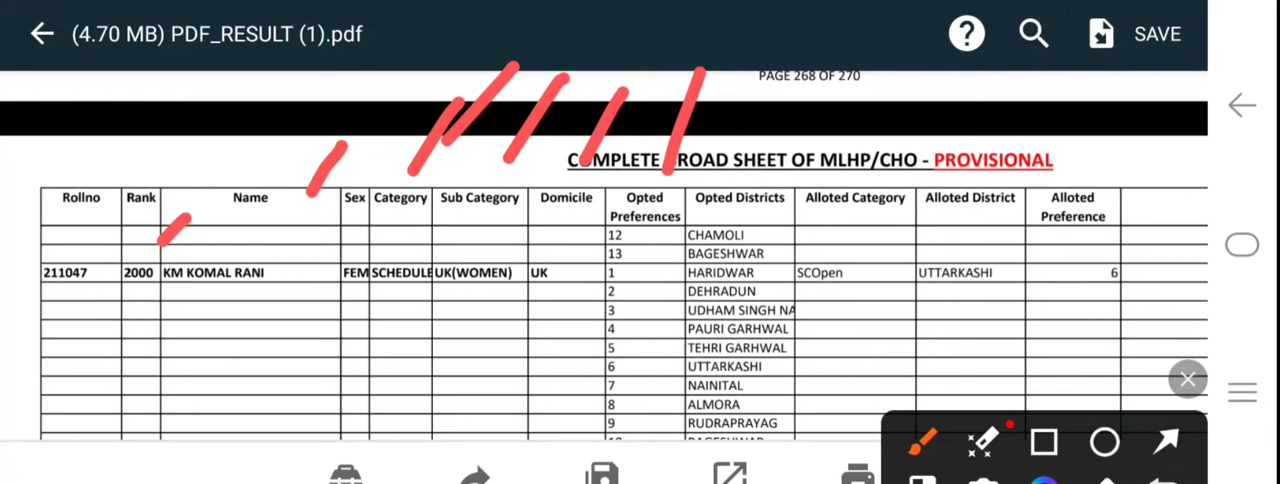 (4.70 MB) PDF_RESULT (1).pdf SAVE
PAGE 268 OF 270
COMPLETE ROAD SHEET OF MLHP/CHO - PROVISIONAL
Rollno Rank Name Sex Category Sub Category Domicile Opted Preferences Opted Districts Alloted Category Alloted District Alloted Preference
12 CHAMOLI
13 BAGESHWAR
211047 2000 KM KOMAL RANI FEM SCHEDULE UK(WOMEN) UK 1 HARIDWAR SCOpen UTTARKASHI 6
2 DEHRADUN
3 UDHAM SINGH NA
4 PAURI GARHWAL
5 TEHRI GARHWAL
6 UTTARKASHI
7 NAINITAL
8 ALMORA
9 RUDRAPRAYAG